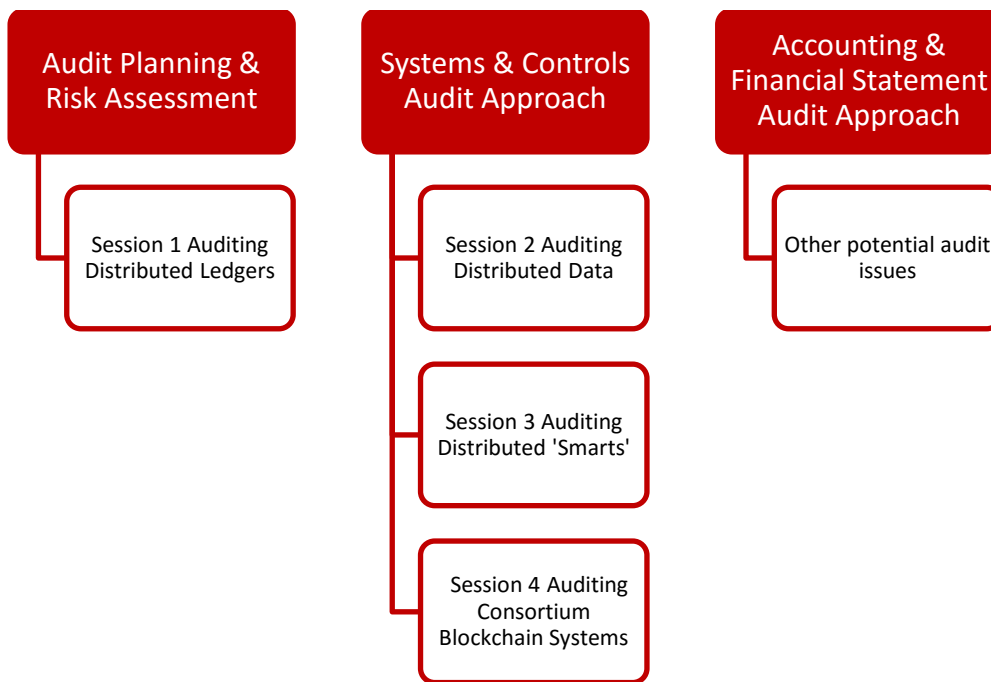 Audit Planning &
Risk Assessment
Session 1 Auditing
Distributed Ledgers
Systems & Controls
Audit Approach
Session 2 Auditing
Distributed Data
Session 3 Auditing
Distributed 'Smarts'
Session 4 Auditing
Consortium
Blockchain Systems
Accounting &
Financial Statement
Audit Approach
Other potential audit
issues